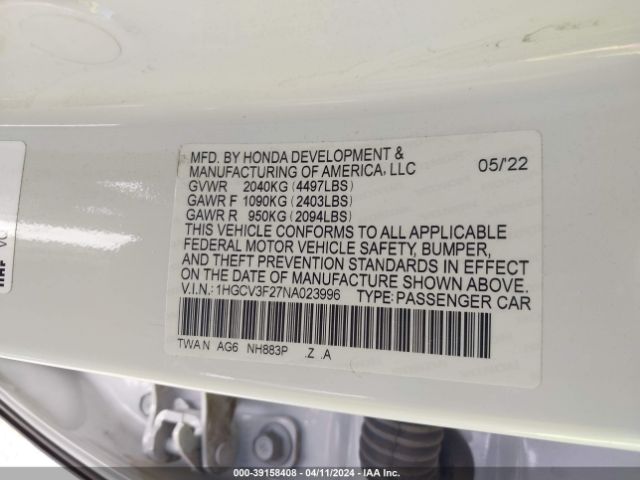 MFD. BY HONDA DEVELOPMENT &
MANUFACTURING OF AMERICA, LLC 05/'22
GVWR 2040KG (4497LBS)
GAWR F 1090KG (2403LBS)
GAWR R 950KG (2094LBS)
THIS VEHICLE CONFORMS TO ALL APPLICABLE
FEDERAL MOTOR VEHICLE SAFETY, BUMPER,
AND THEFT PREVENTION STANDARDS IN EFFECT
ON THE DATE OF MANUFACTURE SHOWN ABOVE.
V.I.N.: 1HGCV3F27NA023996 TYPE: PASSENGER CAR
TWA N AG6 NH883P .Z .A
000-39158408 - 04/11/2024 - IAA Inc.